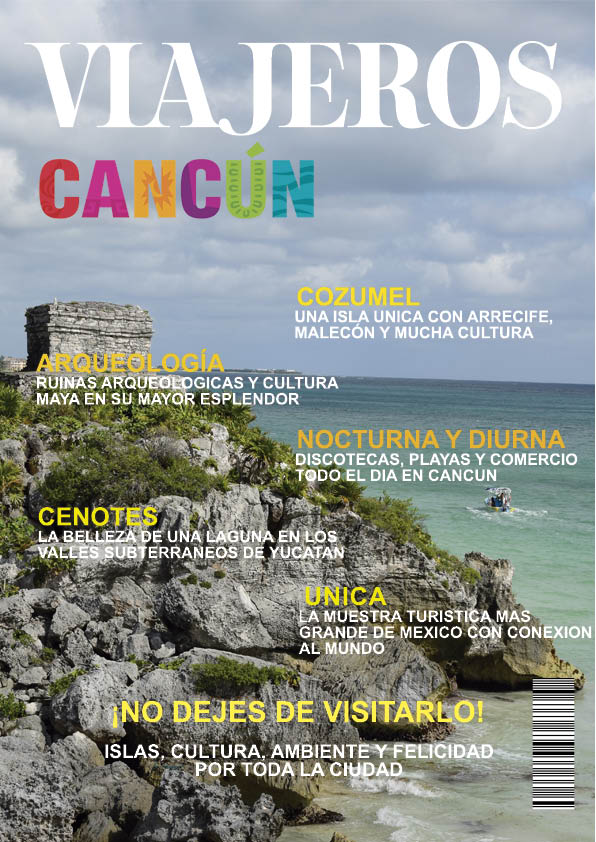 VIAJEROS
CANCÚN
COZUMEL
UNA ISLA UNICA CON ARRECIFE,
MALECÓN Y MUCHA CULTURA
ARQUEOLOGÍA
RUINAS ARQUEOLOGICAS Y CULTURA
MAYA EN SU MAYOR ESPLENDOR
NOCTURNA Y DIURNA
DISCOTECAS, PLAYAS Y COMERCIO
TODO EL DIA EN CANCUN
CENOTES
LA BELLEZA DE UNA LAGUNA EN LOS
VALLES SUBTERRANEOS DE YUCATAN
UNICA
LA MUESTRA TURISTICA MAS
GRANDE DE MEXICO CON CONEXION
AL MUNDO
¡NO DEJES DE VISITARLO!
ISLAS, CULTURA, AMBIENTE Y FELICIDAD
POR TODA LA CIUDAD